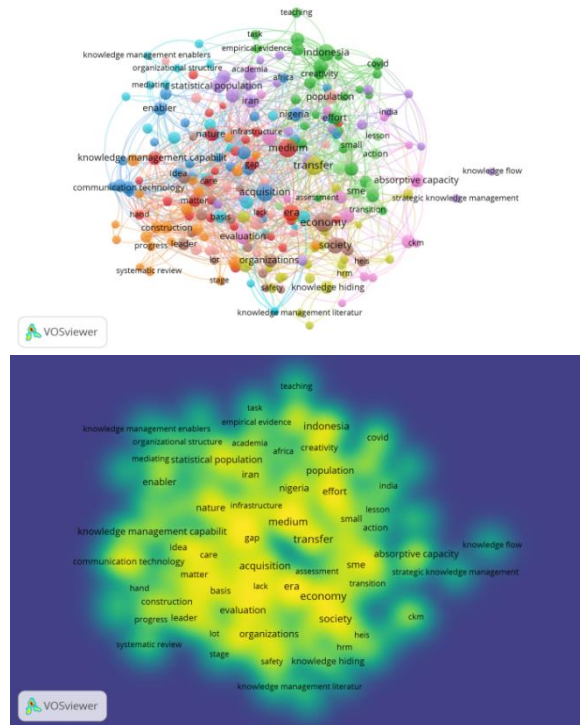 teaching
task
empirical evidence
indonesia
knowledge management enablers
covid
organizational structure
academia
creativity
mediating
statistical population
africa
iran
population
india
enabler
nigeria
effort
nature
infrastructure
small
lesson
medium
action
knowledge management capabilit
gap
transfer
idea
absorptive capacity
knowledge flow
care
communication technology
acquisition
sme
strategic knowledge management
matter
assessment
hand
basis
lack
era
transition
construction
economy
progress
leader
evaluation
society
ckm
lot
organizations
heis
systematic review
stage
hrm
safety
knowledge hiding
knowledge management literatur
VOSviewer
teaching
task
empirical evidence
indonesia
knowledge management enablers
covid
organizational structure
academia
creativity
mediating
statistical population
africa
iran
population
enabler
nigeria
effort
india
nature
infrastructure
lesson
medium
small
knowledge management capabilit
gap
transfer
action
idea
knowledge flow
care
absorptive capacity
communication technology
acquisition
sme
matter
assessment
strategic knowledge management
hand
basis
lack
era
transition
construction
economy
progress
leader
evaluation
society
ckm
lot
organizations
heis
systematic review
hrm
stage
safety
knowledge hiding
knowledge management literatur
VOSviewer